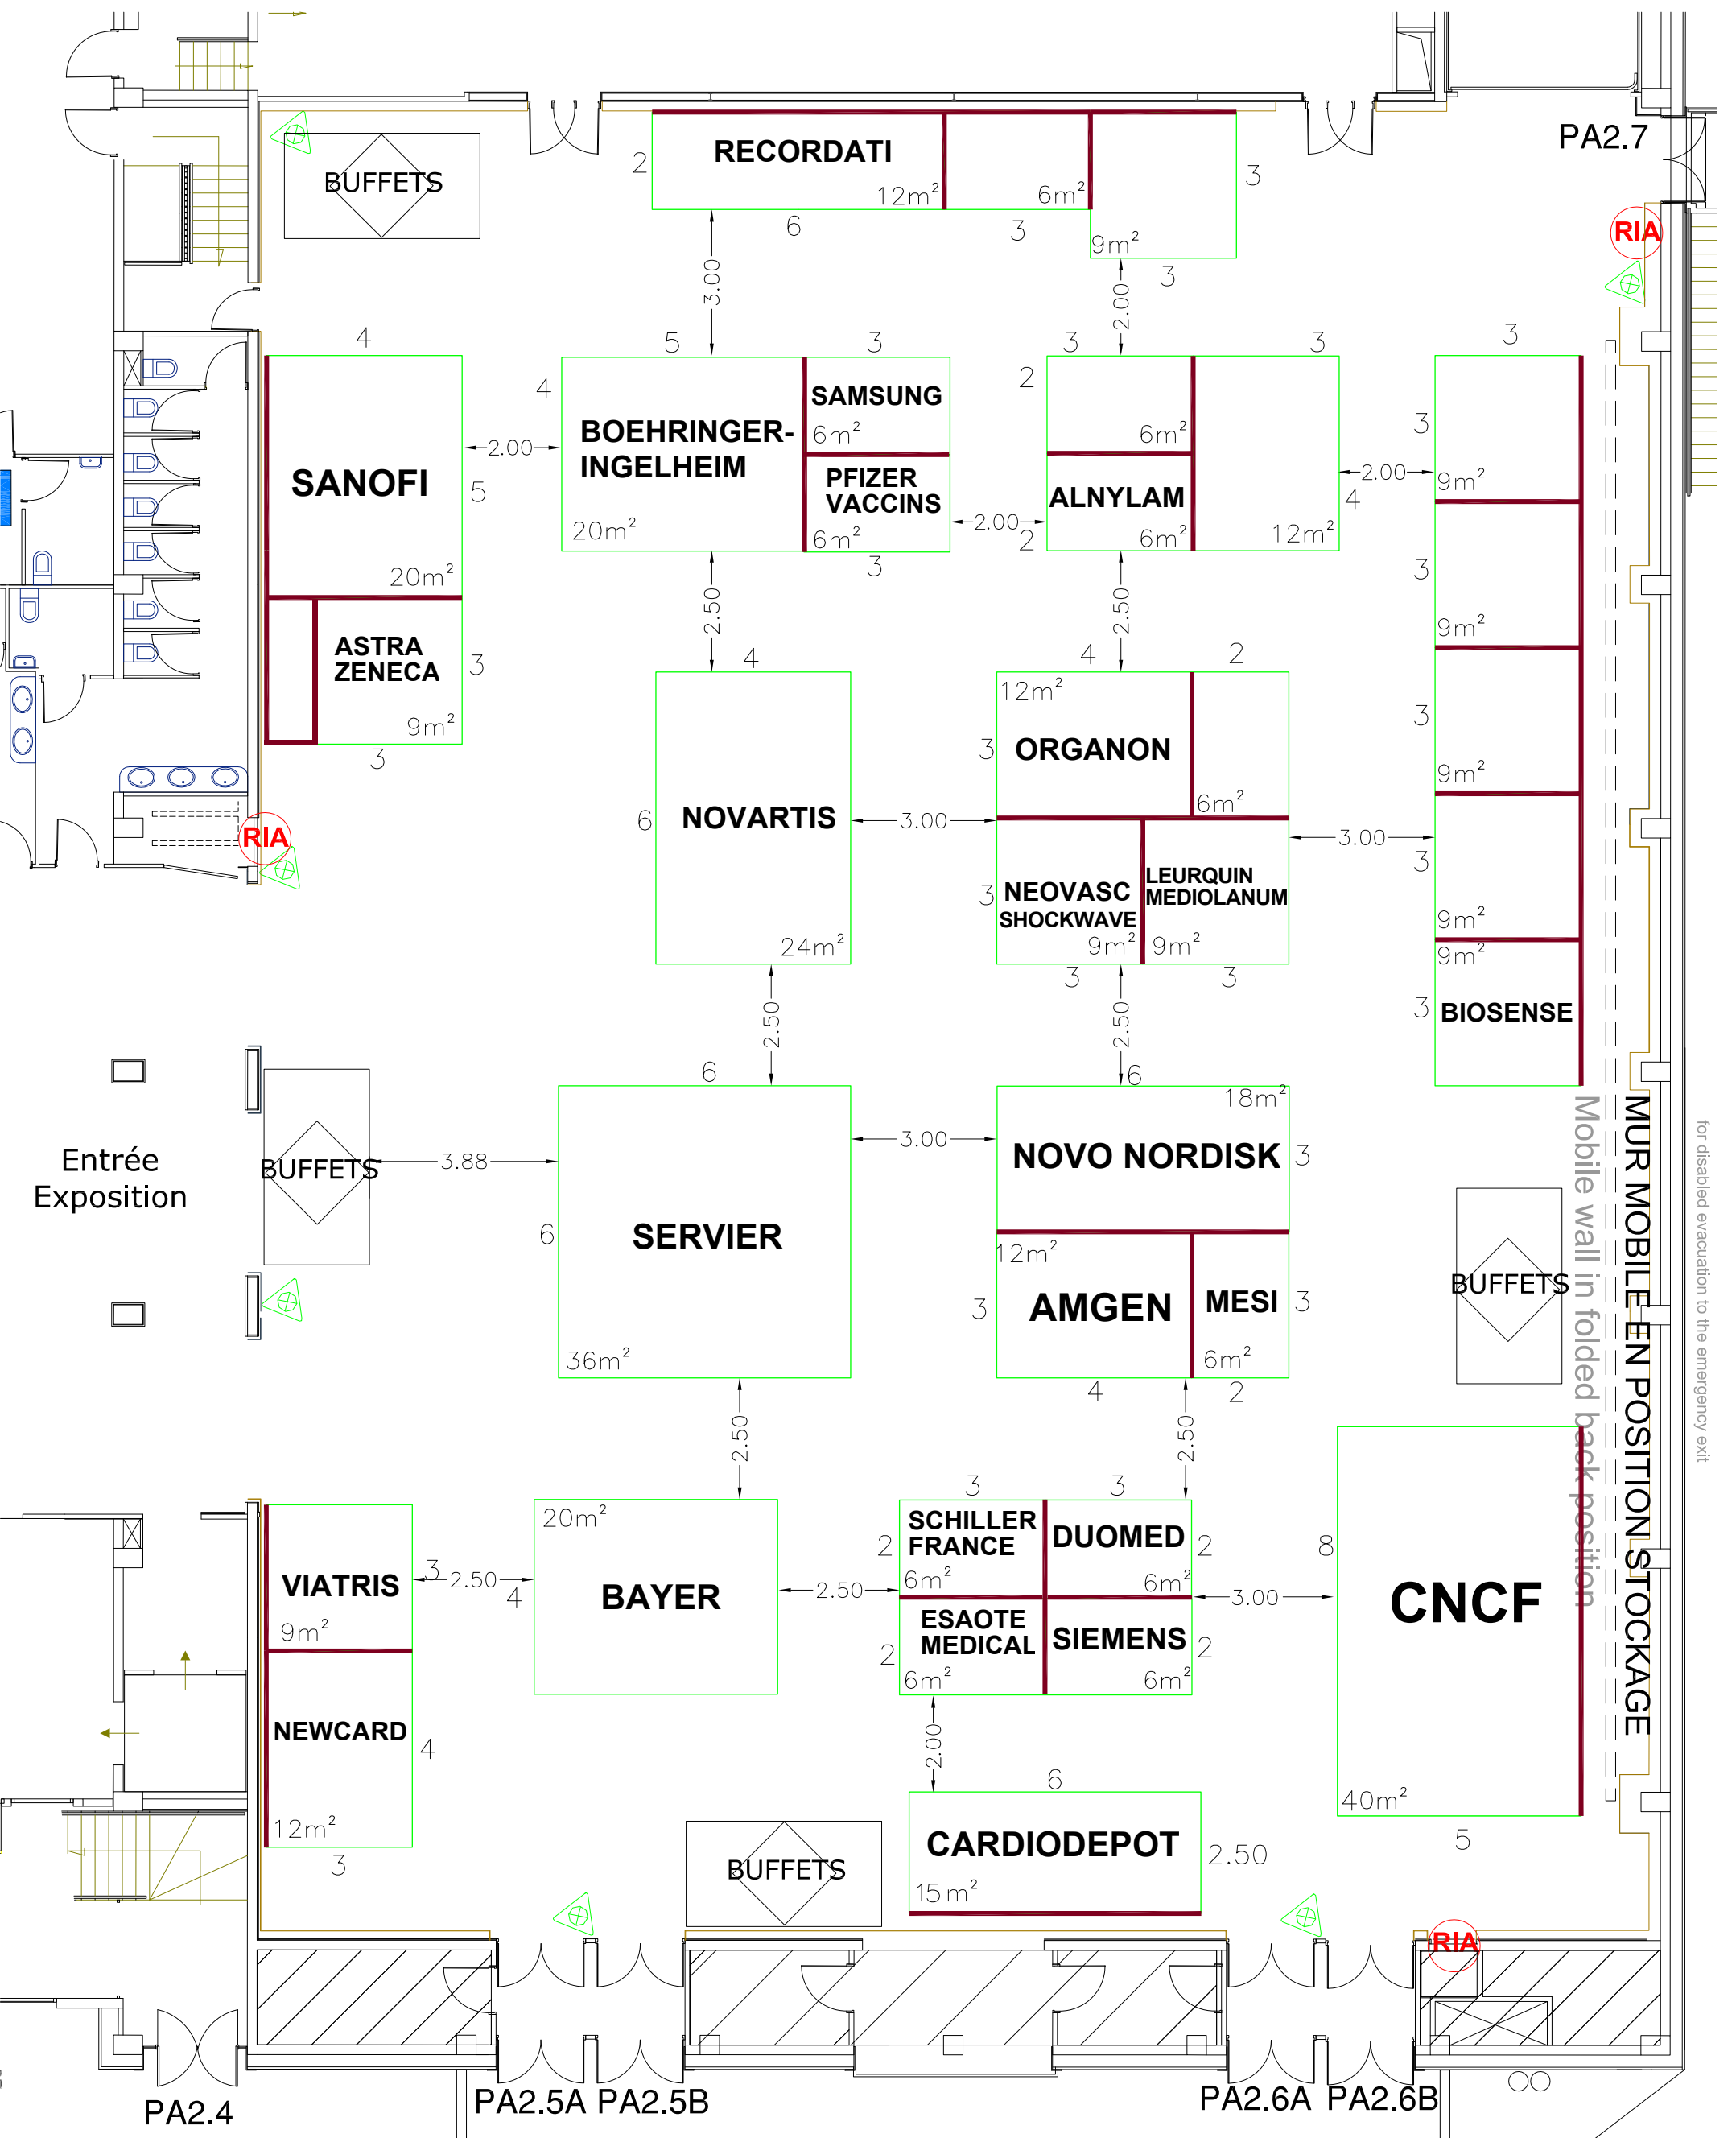 PA2.7
RECORDATI
BUFFETS
2
12m²
6m²
3
6
3
9m²
3
RIA
3.00
2.00
4
5
3
3
3
3
4
SAMSUNG
2
BOEHRINGER-
INGELHEIM
6m²
6m²
3
2.00
2.00
9m²
SANOFI
5
PFIZER
VACCINS
ALNYLAM
4
20m²
6m²
2.00
2
6m²
12m²
3
20m²
3
2.50
2.50
9m²
ASTRA
ZENECA
3
4
4
2
12m²
3
9m²
3
ORGANON
3
9m²
6m²
NOVARTIS
6
3.00
3.00
RIA
3
LEURQUIN
MEDIOLANUM
NEOVASC
SHOCKWAVE
3
9m²
24m²
9m²
9m²
9m²
3
3
3
BIOSENSE
2.50
2.50
6
6
18m²
Entrée
Exposition
BUFFETS
3.88
3.00
NOVO NORDISK
3
MUR MOBILE EN POSITION STOCKAGE
Mobile wall in folded back position
for disabled evacuation to the emergency exit
SERVIER
6
12m²
BUFFETS
AMGEN
MESI
3
3
36m²
6m²
4
2
2.50
2.50
3
3
20m²
SCHILLER
FRANCE
DUOMED
2
2
8
VIATRIS
3
2.50
4
BAYER
2.50
6m²
6m²
3.00
CNCF
9m²
ESAOTE
MEDICAL
SIEMENS
2
2
6m²
6m²
NEWCARD
4
2.00
6
12m²
40m²
3
BUFFETS
CARDIODEPOT
2.50
5
15m²
RIA
PA2.4
PA2.5A
PA2.5B
PA2.6A
PA2.6B